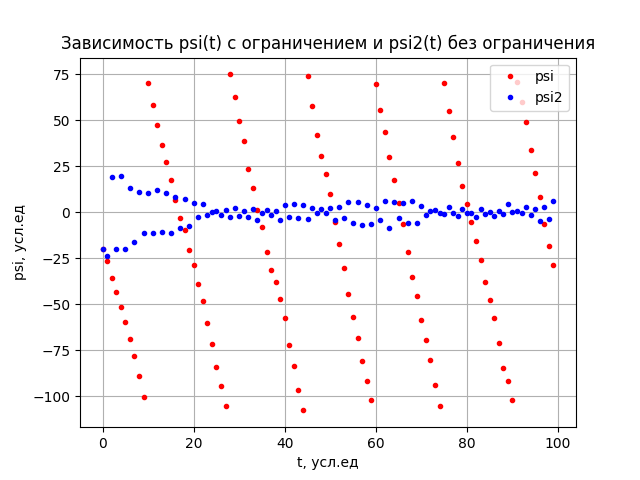 Зависимость psi(t) с ограничением и psi2(t) без ограничения
psi
psi2
psi, усл.ед
75
50
25
0
−25
−50
−75
−100
0
20
40
60
80
100
t, усл.ед